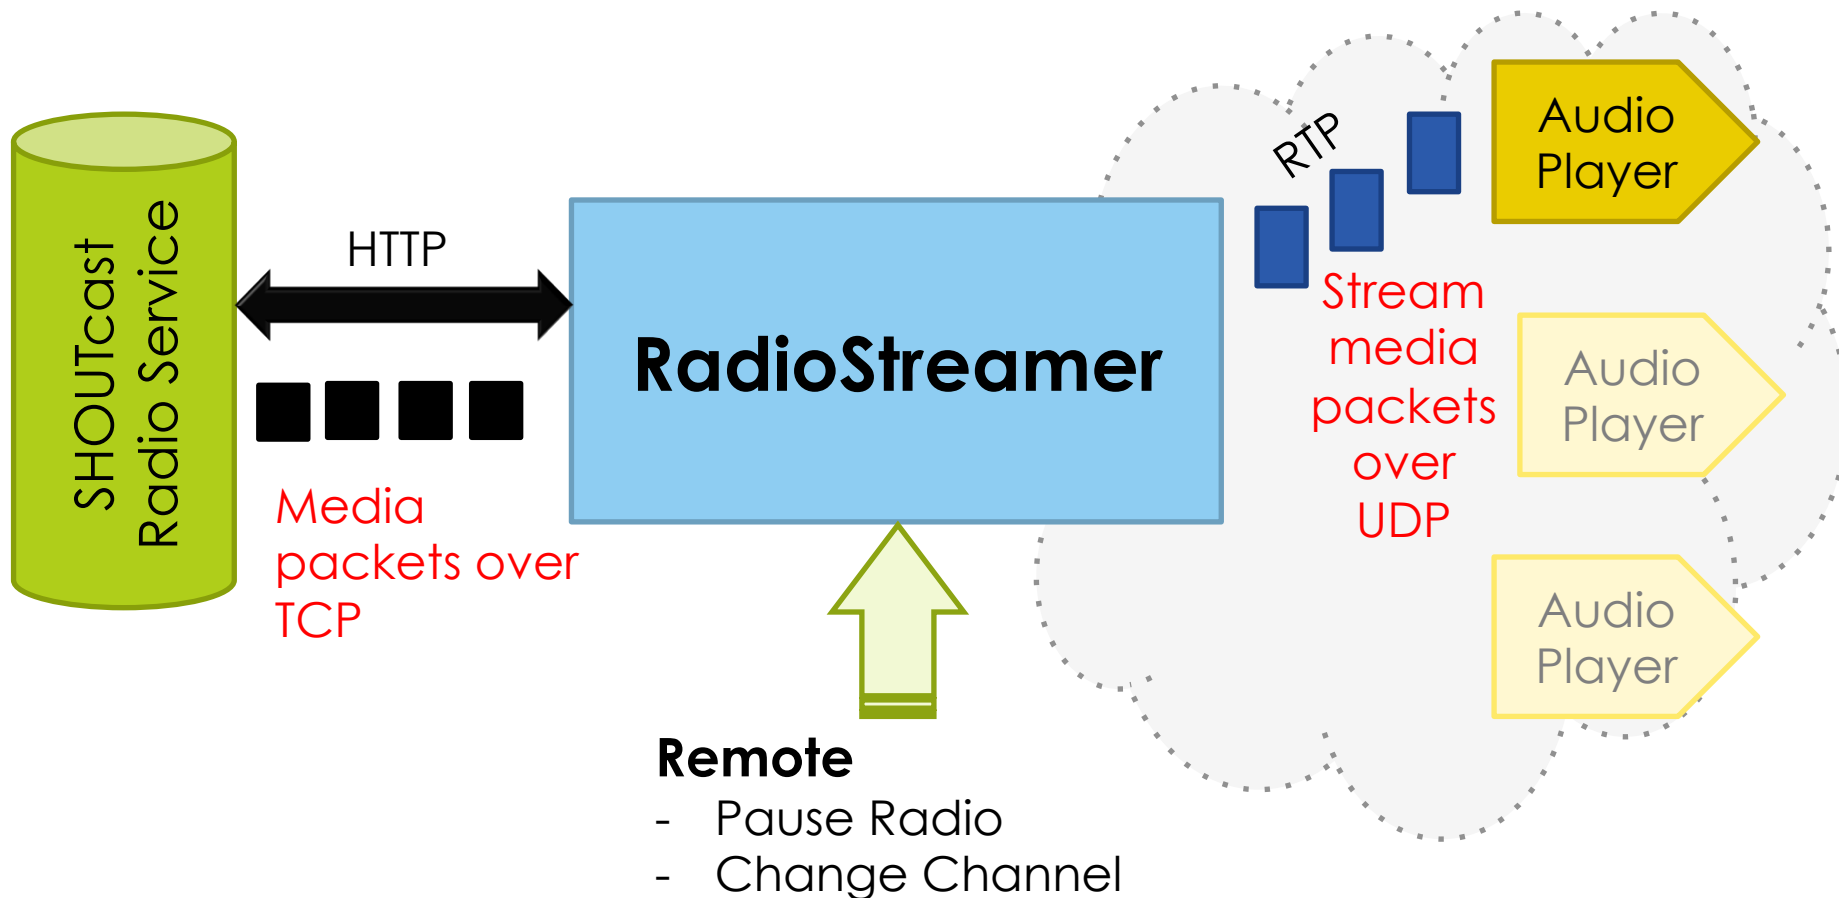 SHOUTcast
Radio Service
HTTP
Media
packets over
TCP
RadioStreamer
Remote
- Pause Radio
- Change Channel
RTP
Stream
media
packets
over
UDP
Audio
Player
Audio
Player
Audio
Player